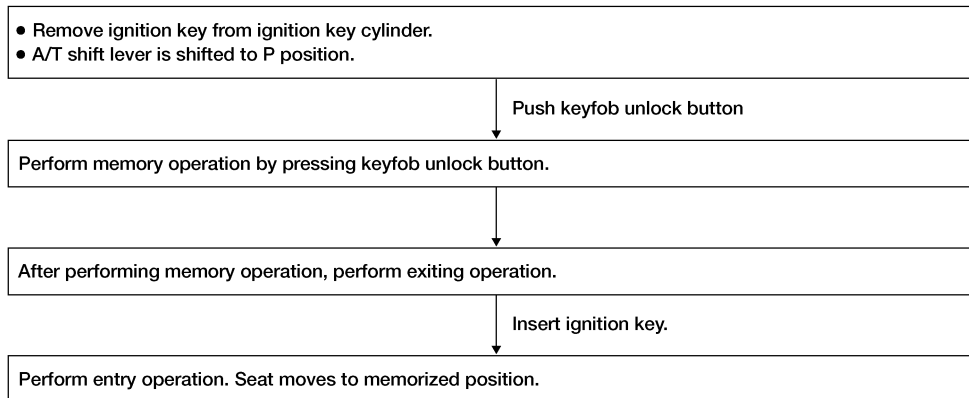 ● Remove ignition key from ignition key cylinder.
● A/T shift lever is shifted to P position.
Push keyfob unlock button
Perform memory operation by pressing keyfob unlock button.
After performing memory operation, perform exiting operation.
Insert ignition key.
Perform entry operation. Seat moves to memorized position.